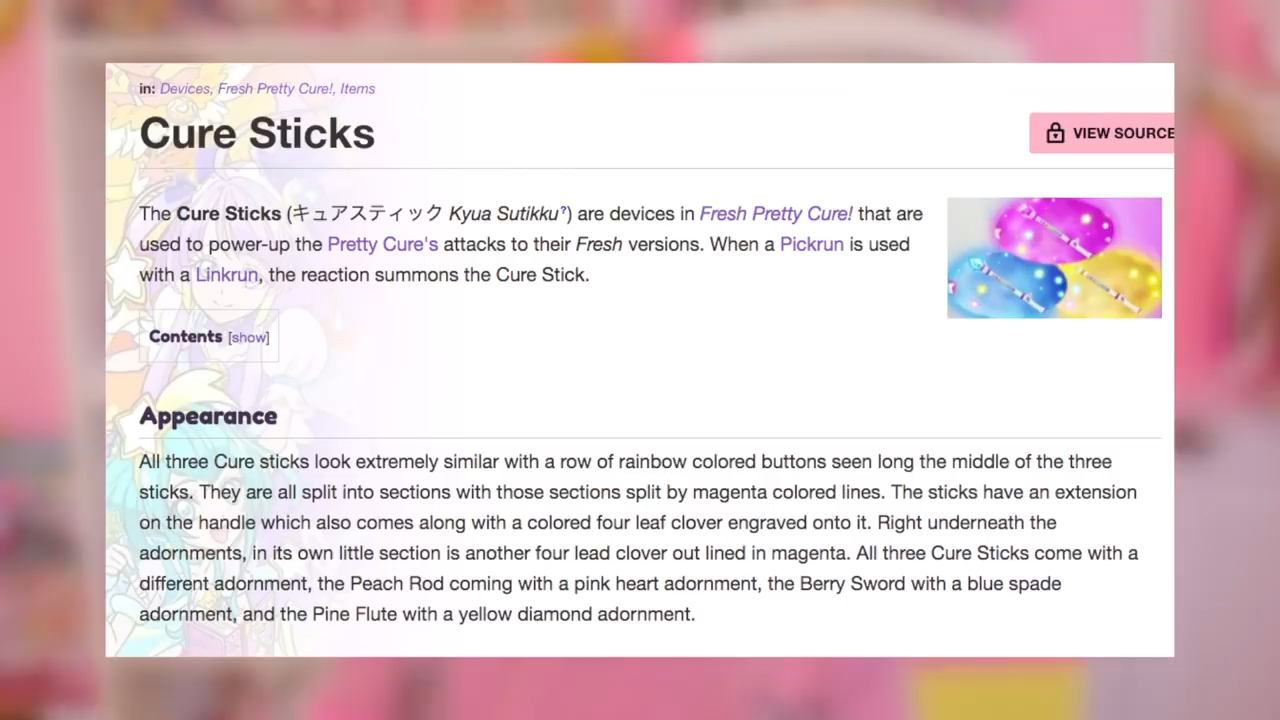 in: Devices, Fresh Pretty Cure!, Items
Cure Sticks
VIEW SOURCE
The Cure Sticks (キュアスティック Kyua Sutikku?) are devices in Fresh Pretty Cure! that are
used to power-up the Pretty Cure's attacks to their Fresh versions. When a Pickrun is used
with a Linkrun, the reaction summons the Cure Stick.
Contents [show]
Appearance
All three Cure sticks look extremely similar with a row of rainbow colored buttons seen long the middle of the three
sticks. They are all split into sections with those sections split by magenta colored lines. The sticks have an extension
on the handle which also comes along with a colored four leaf clover engraved onto it. Right underneath the
adornments, in its own little section is another four lead clover out lined in magenta. All three Cure Sticks come with a
different adornment, the Peach Rod coming with a pink heart adornment, the Berry Sword with a blue spade
adornment, and the Pine Flute with a yellow diamond adornment.